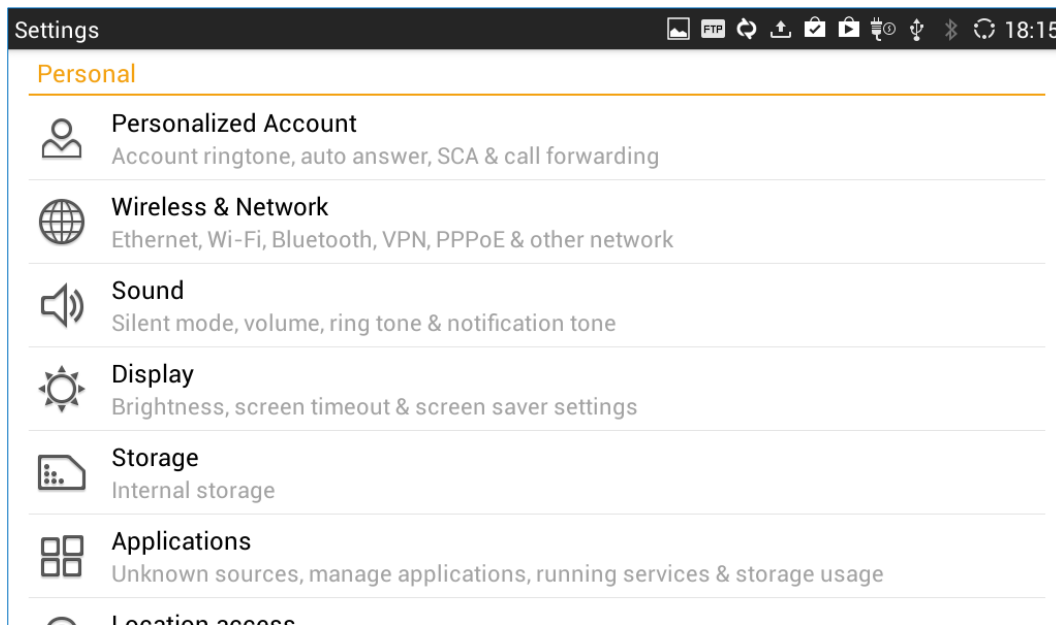 Settings
FTP
18:15
Personal
Personalized Account
Account ringtone, auto answer, SCA & call forwarding
Wireless & Network
Ethernet, Wi-Fi, Bluetooth, VPN, PPPoE & other network
Sound
Silent mode, volume, ring tone & notification tone
Display
Brightness, screen timeout & screen saver settings
Storage
Internal storage
Applications
Unknown sources, manage applications, running services & storage usage
Location access